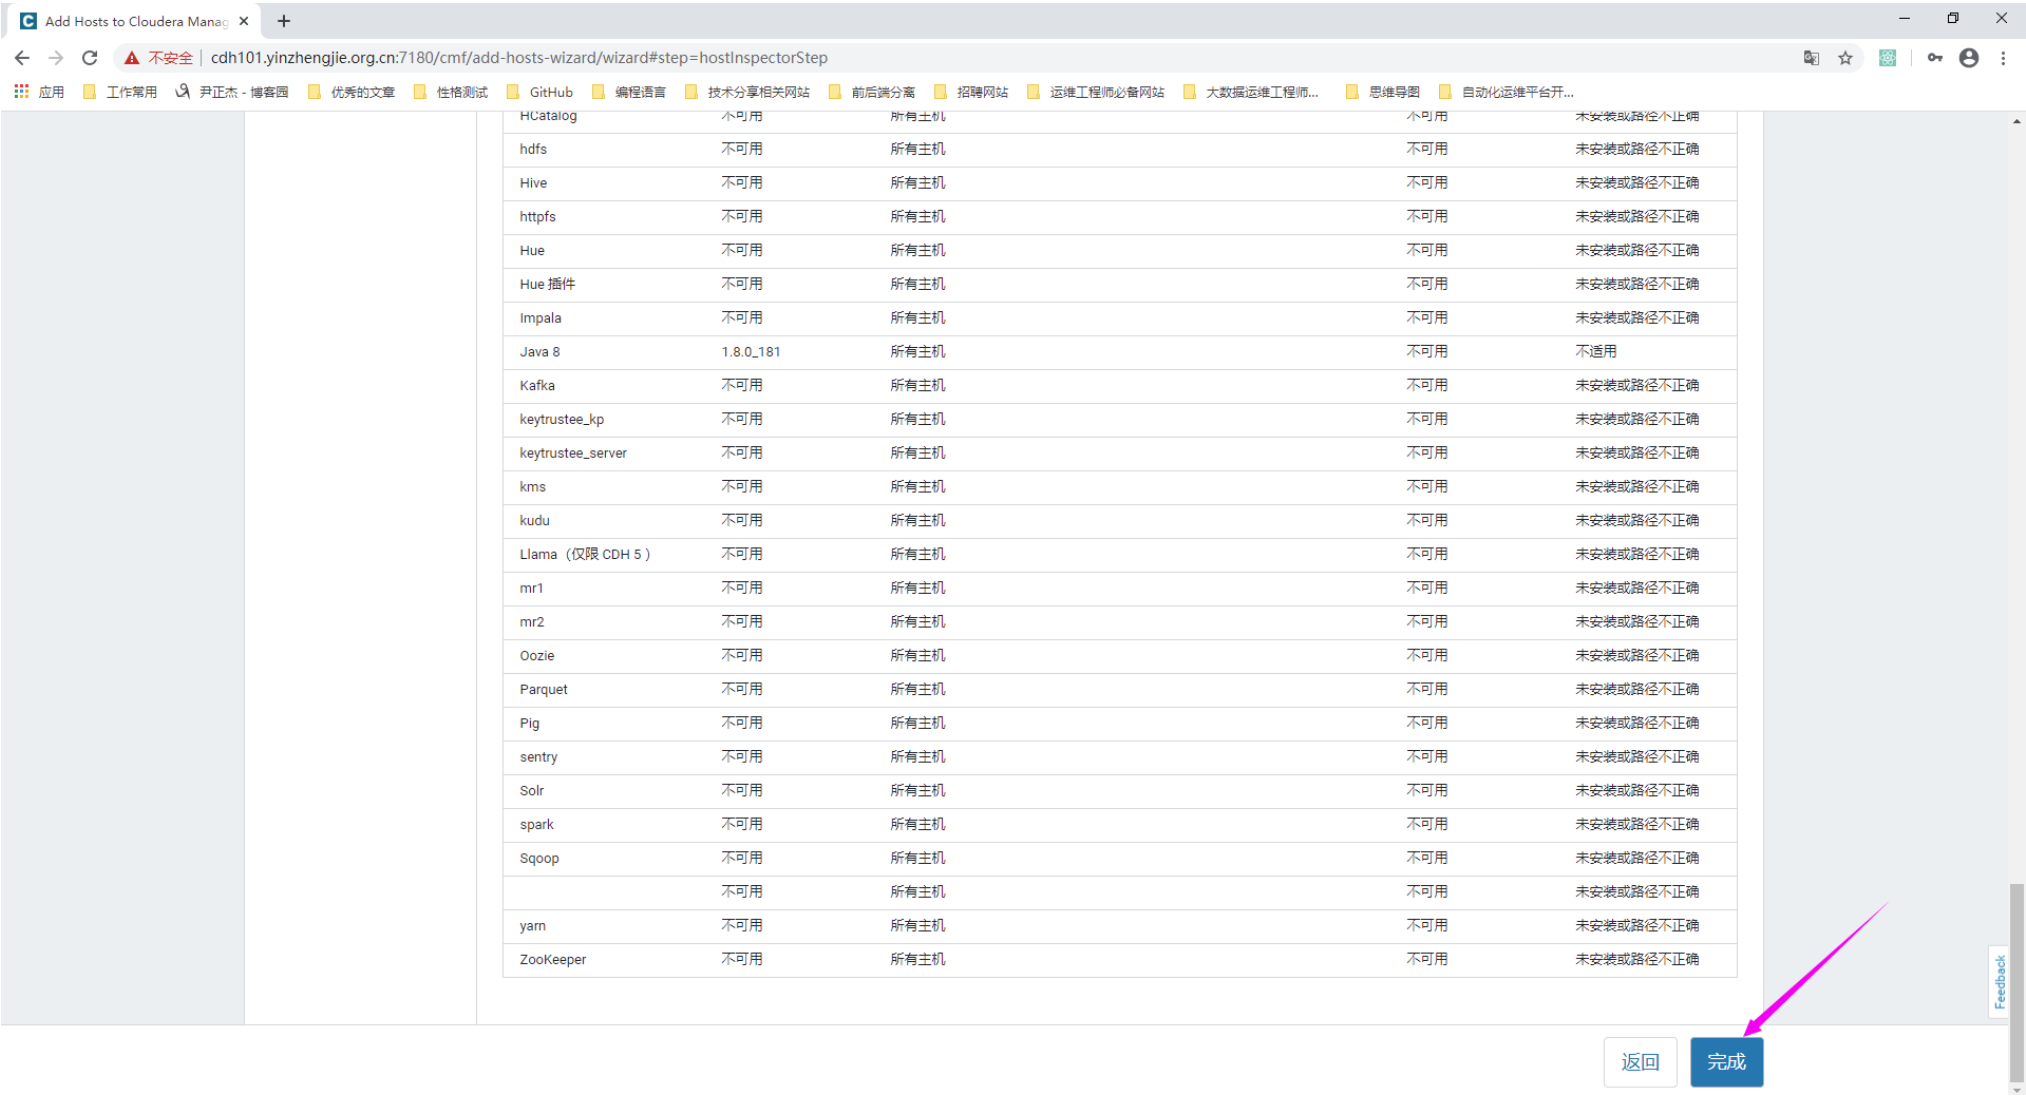 Add Hosts to Cloudera Manag
不安全 cdh101.yinzhengjie.org.cn:7180/cmf/add-hosts-wizard/wizard#step=hostInspectorStep
应用 工作常用 尹正杰 - 博客园 优秀的文章 性格测试 GitHub 编程语言 技术分享相关网站 前后端分离 招聘网站 运维工程师必备网站 大数据运维工程师... 思维导图 自动化运维平台开...
HCatalog 不可用 所有主机 不可用 未安装或路径不正确
hdfs 不可用 所有主机 不可用 未安装或路径不正确
Hive 不可用 所有主机 不可用 未安装或路径不正确
httpfs 不可用 所有主机 不可用 未安装或路径不正确
Hue 不可用 所有主机 不可用 未安装或路径不正确
Hue 插件 不可用 所有主机 不可用 未安装或路径不正确
Impala 不可用 所有主机 不可用 未安装或路径不正确
Java 8 1.8.0_181 所有主机 不可用 不适用
Kafka 不可用 所有主机 不可用 未安装或路径不正确
keytrustee_kp 不可用 所有主机 不可用 未安装或路径不正确
keytrustee_server 不可用 所有主机 不可用 未安装或路径不正确
kms 不可用 所有主机 不可用 未安装或路径不正确
kudu 不可用 所有主机 不可用 未安装或路径不正确
Llama（仅限 CDH 5 ） 不可用 所有主机 不可用 未安装或路径不正确
mr1 不可用 所有主机 不可用 未安装或路径不正确
mr2 不可用 所有主机 不可用 未安装或路径不正确
Oozie 不可用 所有主机 不可用 未安装或路径不正确
Parquet 不可用 所有主机 不可用 未安装或路径不正确
Pig 不可用 所有主机 不可用 未安装或路径不正确
sentry 不可用 所有主机 不可用 未安装或路径不正确
Solr 不可用 所有主机 不可用 未安装或路径不正确
spark 不可用 所有主机 不可用 未安装或路径不正确
Sqoop 不可用 所有主机 不可用 未安装或路径不正确
不可用 所有主机 不可用 未安装或路径不正确
yarn 不可用 所有主机 不可用 未安装或路径不正确
ZooKeeper 不可用 所有主机 不可用 未安装或路径不正确
Feedback
返回 完成